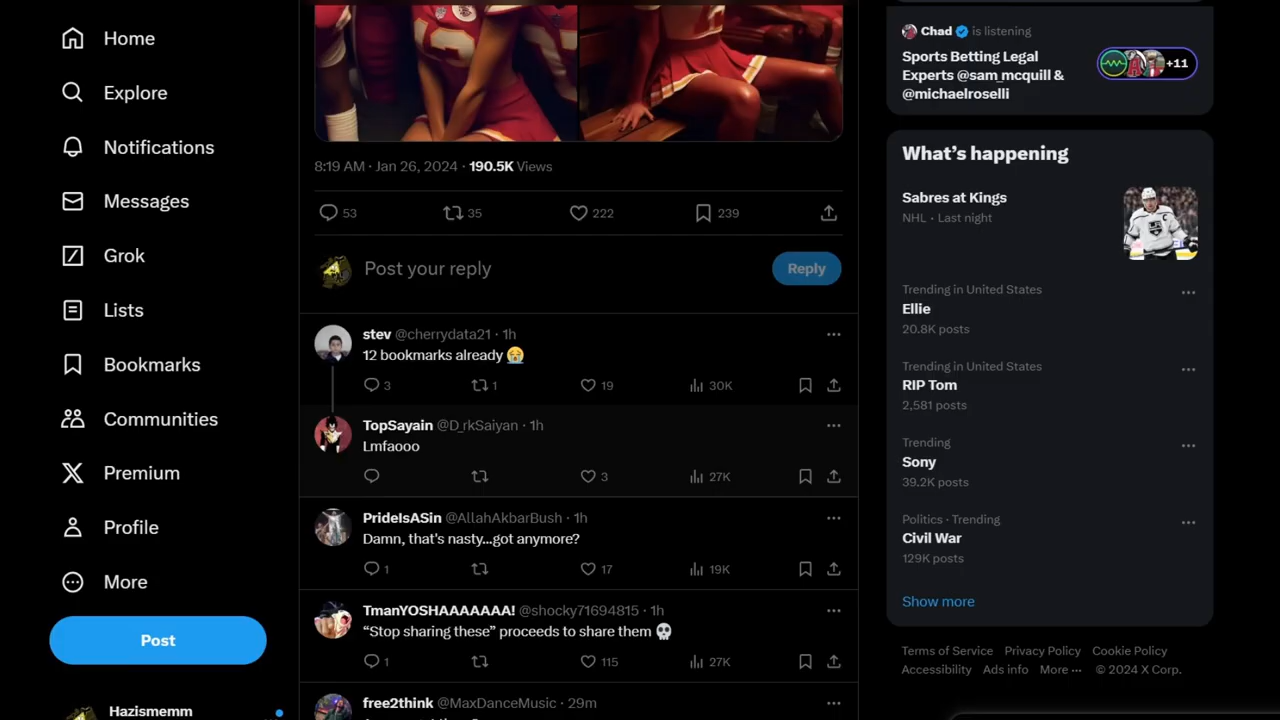 Home
Explore
Notifications
Messages
Grok
Lists
Bookmarks
Communities
Premium
Profile
More
Post
Hazismemm
8:19 AM · Jan 26, 2024 · 190.5K Views
53 35 222 239
Post your reply
Reply
stev @cherrydata21 · 1h
12 bookmarks already 😭
3 1 19 30K
TopSayain @D_rkSaiyan · 1h
Lmfaooo
3 27K
PrideIsASin @AllahAkbarBush · 1h
Damn, that's nasty...got anymore?
1 17 19K
TmanYOSHAAAAAAA! @shocky71694815 · 1h
“Stop sharing these” proceeds to share them 💀
1 115 27K
free2think @MaxDanceMusic · 29m
Chad is listening
Sports Betting Legal
Experts @sam_mcquill &
@michaelroselli
+11
What’s happening
Sabres at Kings
NHL · Last night
Trending in United States
Ellie
20.8K posts
Trending in United States
RIP Tom
2,581 posts
Trending
Sony
39.2K posts
Politics · Trending
Civil War
129K posts
Show more
Terms of Service Privacy Policy Cookie Policy
Accessibility Ads info More ··· © 2024 X Corp.